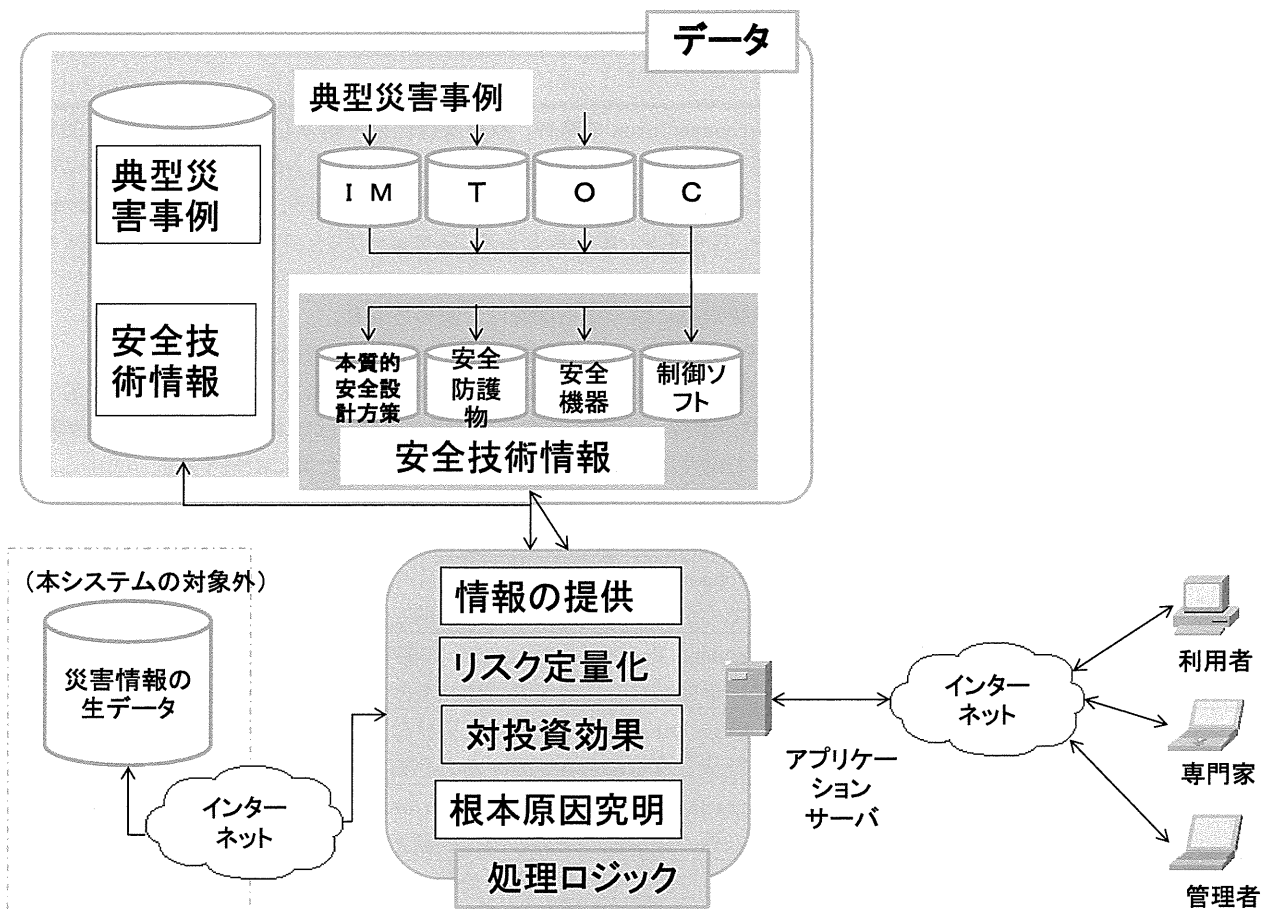 データ
典型災害事例
典型災
害事例
I M
T
O
C
安全技
術情報
本質的
安全設
計方策
安全
防護
物
安全
機器
制御ソ
フト
安全技術情報
(本システムの対象外)
災害情報の
生データ
インター
ネット
情報の提供
リスク定量化
対投資効果
根本原因究明
処理ロジック
アプリケー
ション
サーバ
インター
ネット
利用者
専門家
管理者